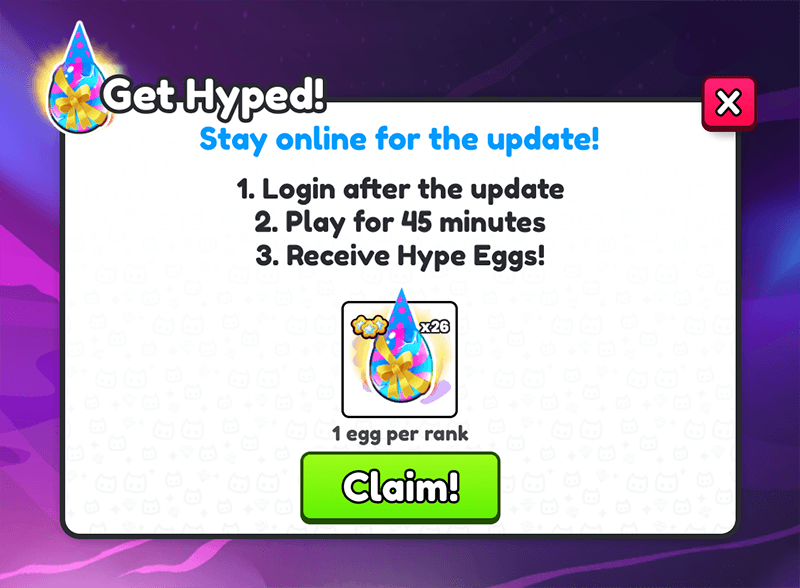 Get Hyped!
X
Stay online for the update!
1. Login after the update
2. Play for 45 minutes
3. Receive Hype Eggs!
x26
1 egg per rank
Claim!